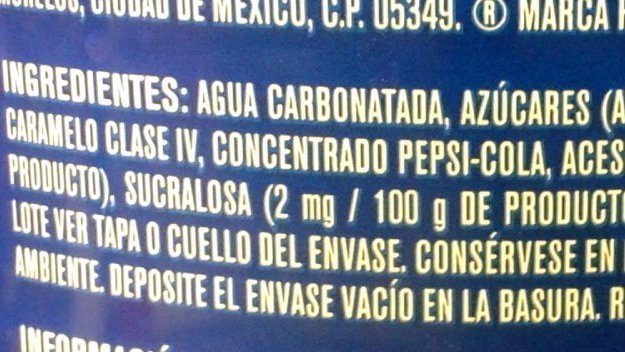 CIUDAD DE MÉXICO, C.P. 05349. ® MARCA
INGREDIENTES: AGUA CARBONATADA, AZÚCARES (A
CARAMELO CLASE IV, CONCENTRADO PEPSI-COLA, ACES
PRODUCTO), SUCRALOSA (2 mg / 100 g DE PRODUCTO
LOTE VER TAPA O CUELLO DEL ENVASE. CONSÉRVESE EN
AMBIENTE. DEPOSITE EL ENVASE VACÍO EN LA BASURA. R